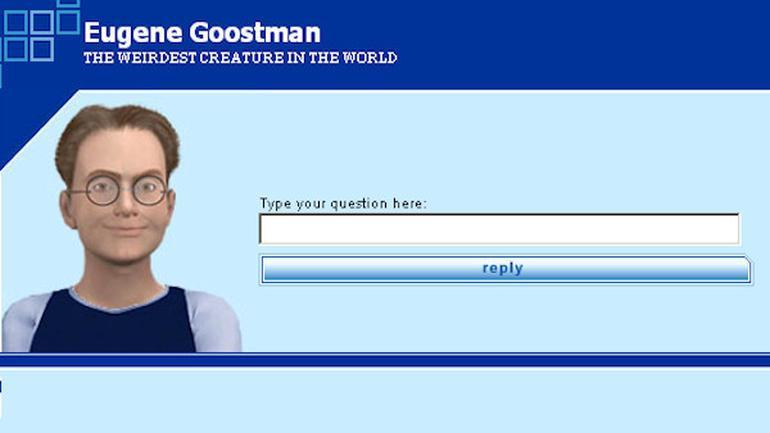 Eugene Goostman
THE WEIRDEST CREATURE IN THE WORLD
Type your question here:
reply